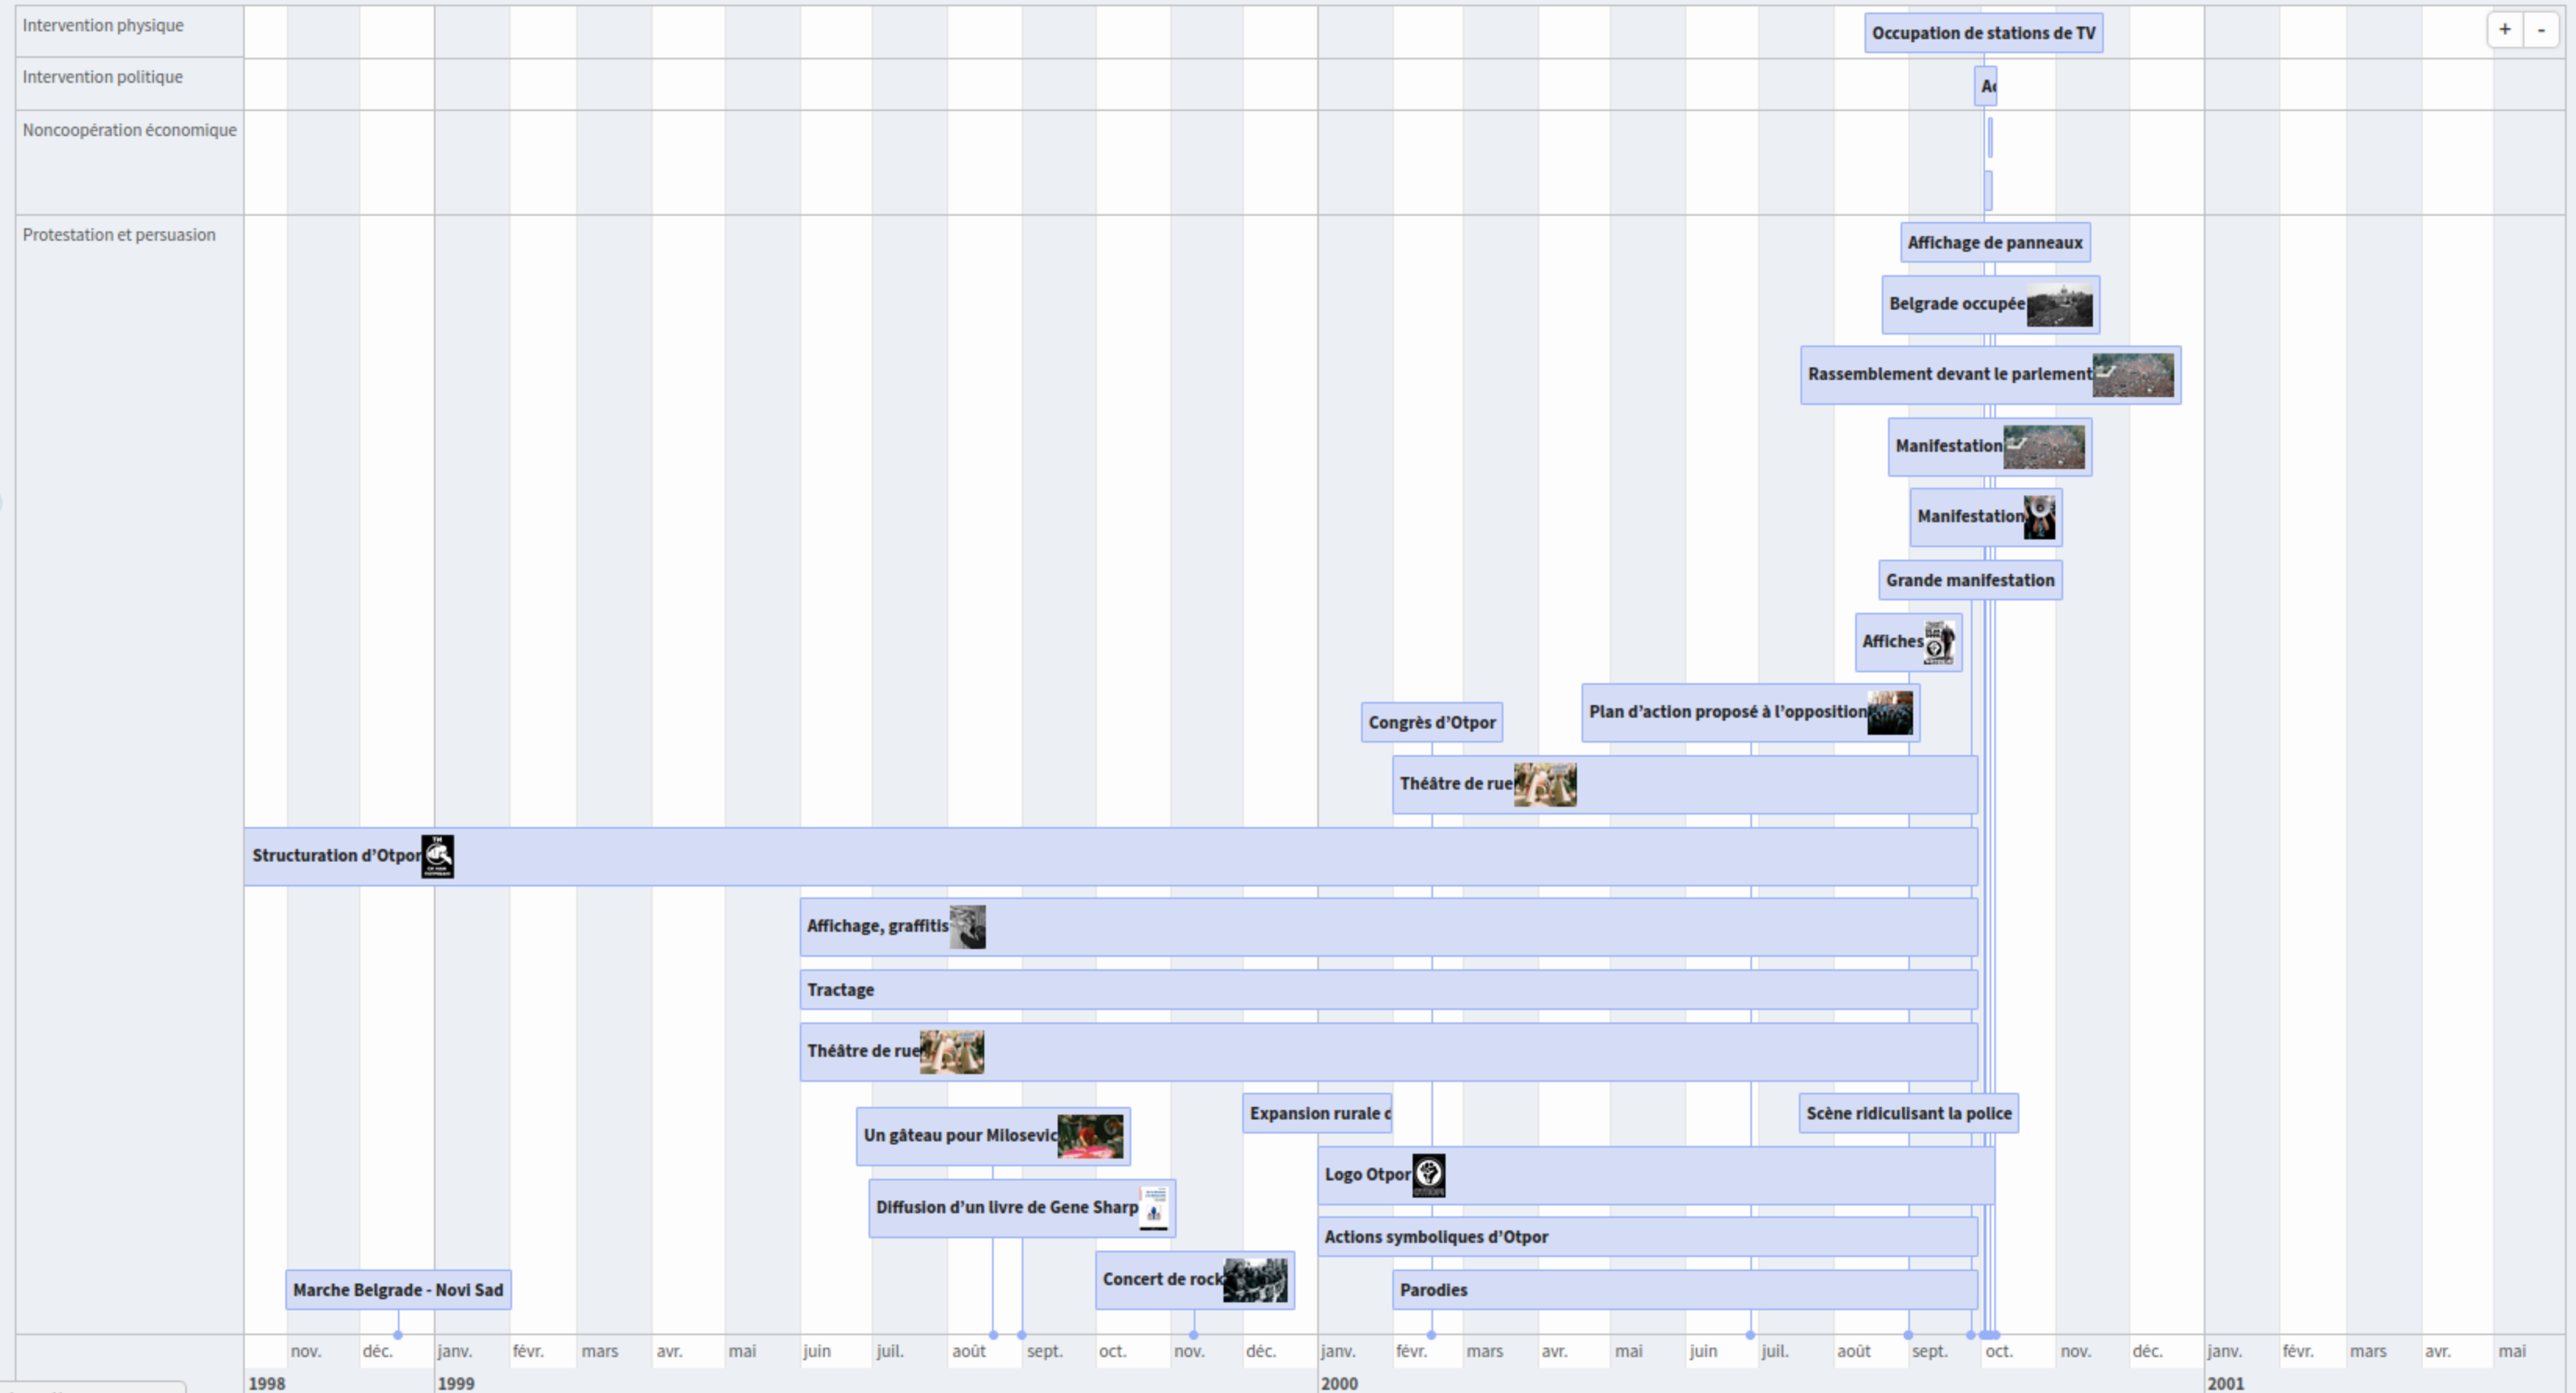 Intervention physique
Occupation de stations de TV
+ -
Intervention politique
Noncoopération économique
Protestation et persuasion
Affichage de panneaux
Belgrade occupée
Rassemblement devant le parlement
Manifestation
Manifestation
Grande manifestation
Affiches
Plan d’action proposé à l’opposition
Congrès d’Otpor
Théâtre de rue
Structuration d’Otpor
Affichage, graffitis
Tractage
Théâtre de rue
Expansion rurale
Scène ridiculisant la police
Un gâteau pour Milosevic
Logo Otpor
Diffusion d’un livre de Gene Sharp
Actions symboliques d’Otpor
Concert de rock
Marche Belgrade - Novi Sad
Parodies
nov. déc. janv. févr. mars avr. mai juin juil. août sept. oct. nov. déc. janv. févr. mars avr. mai juin juil. août sept. oct. nov. déc. janv. févr. mars avr. mai
1998 1999 2000 2001